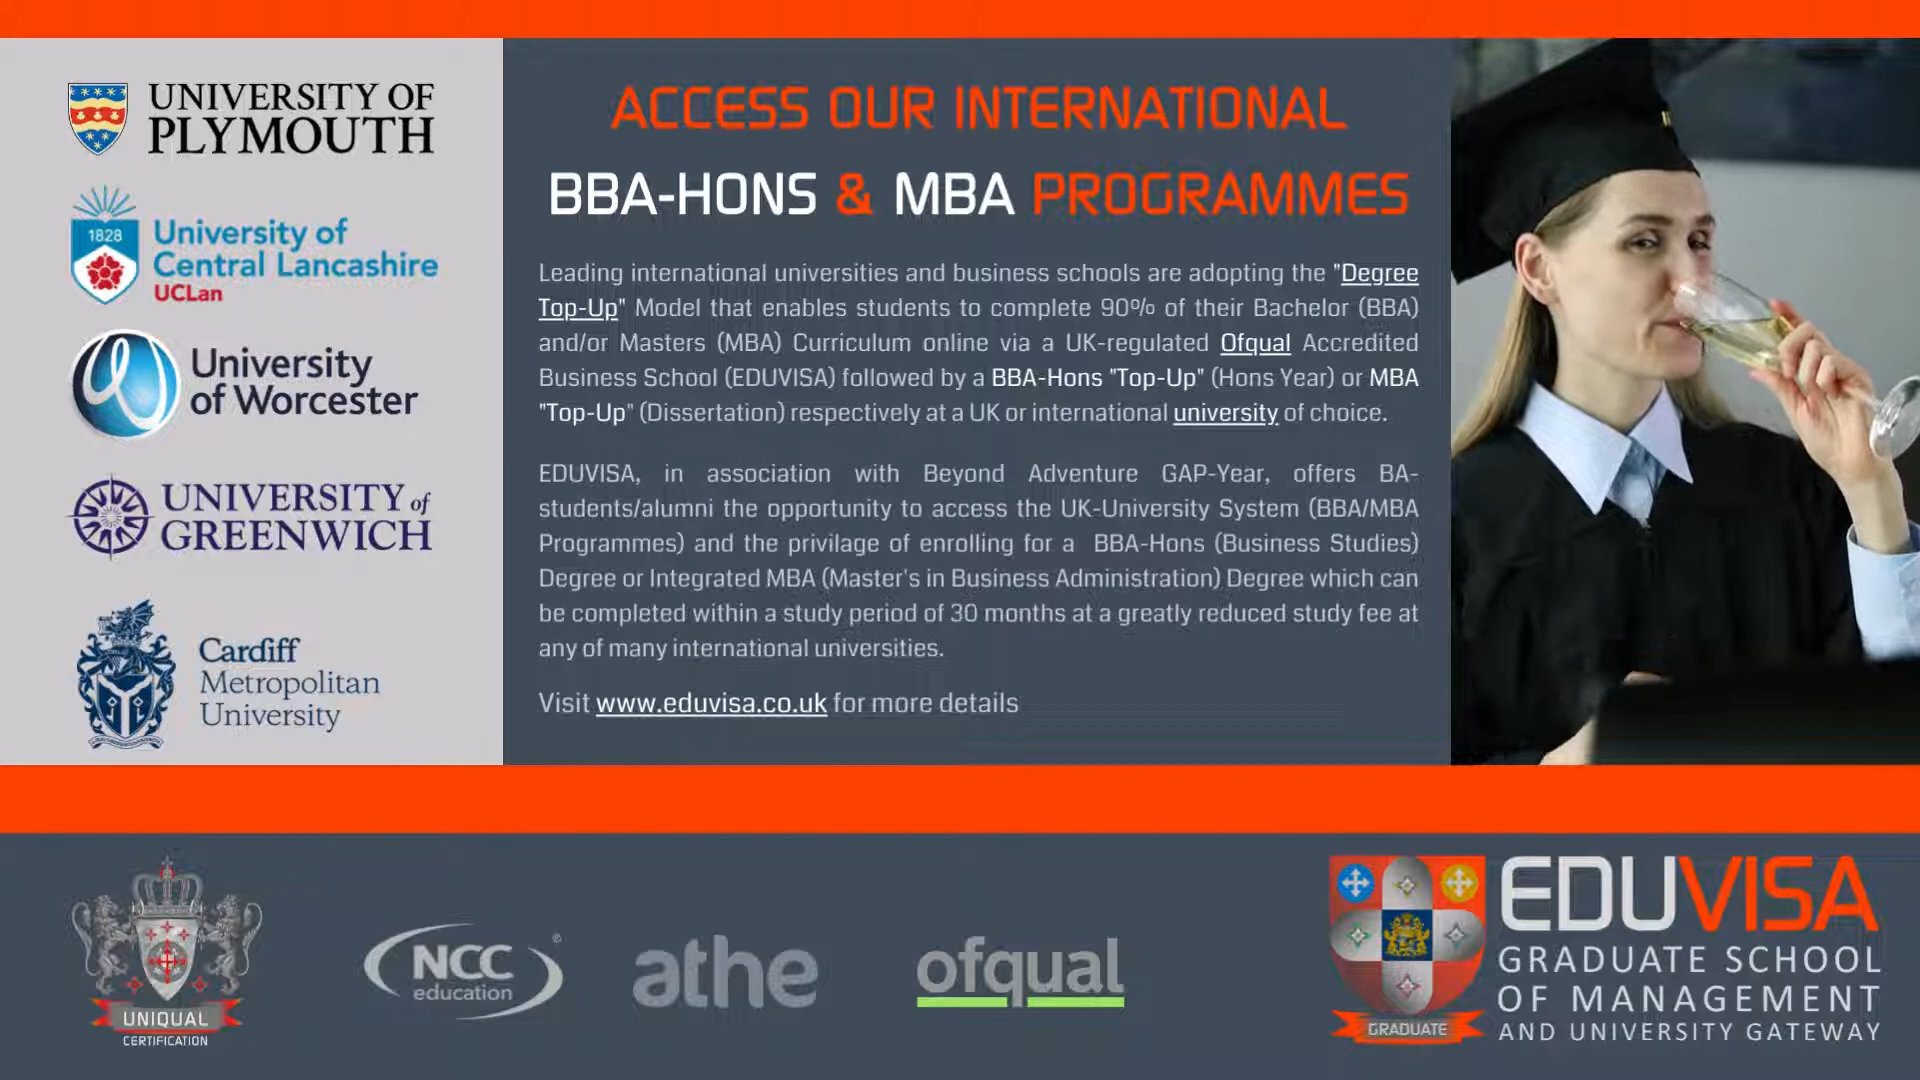 UNIVERSITY OF
PLYMOUTH
1828
University of
Central Lancashire
UCLan
University
of Worcester
UNIVERSITY of
GREENWICH
Cardiff
Metropolitan
University
ACCESS OUR INTERNATIONAL
BBA-HONS & MBA PROGRAMMES
Leading international universities and business schools are adopting the "Degree
Top-Up" Model that enables students to complete 90% of their Bachelor (BBA)
and/or Masters (MBA) Curriculum online via a UK-regulated Ofqual Accredited
Business School (EDUVISA) followed by a BBA-Hons "Top-Up" (Hons Year) or MBA
"Top-Up" (Dissertation) respectively at a UK or international university of choice.
EDUVISA, in association with Beyond Adventure GAP-Year, offers BA-
students/alumni the opportunity to access the UK-University System (BBA/MBA
Programmes) and the privilage of enrolling for a BBA-Hons (Business Studies)
Degree or Integrated MBA (Master's in Business Administration) Degree which can
be completed within a study period of 30 months at a greatly reduced study fee at
any of many international universities.
Visit www.eduvisa.co.uk for more details
UNIQUAL
CERTIFICATION
NCC ®
education
athe
ofqual
GRADUATE
EDUVISA
GRADUATE SCHOOL
OF MANAGEMENT
AND UNIVERSITY GATEWAY